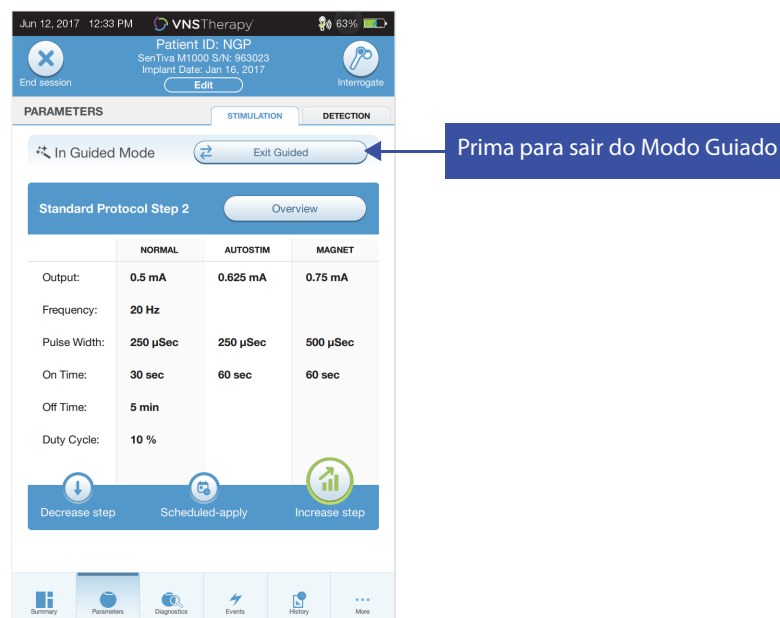 Jun 12, 2017 12:33 PM VNSTherapy 63%
Patient ID: NGP
SenTiva M1000 S/N: 963023
Implant Date: Jan 16, 2017
Edit
End session
Interrogate
PARAMETERS STIMULATION DETECTION
In Guided Mode Exit Guided
Prima para sair do Modo Guiado
Standard Protocol Step 2 Overview
NORMAL AUTOSTIM MAGNET
Output: 0.5 mA 0.625 mA 0.75 mA
Frequency: 20 Hz
Pulse Width: 250 µSec 250 µSec 500 µSec
On Time: 30 sec 60 sec 60 sec
Off Time: 5 min
Duty Cycle: 10 %
Decrease step Scheduled-apply Increase step
Summary Parameters Diagnostics Events History More